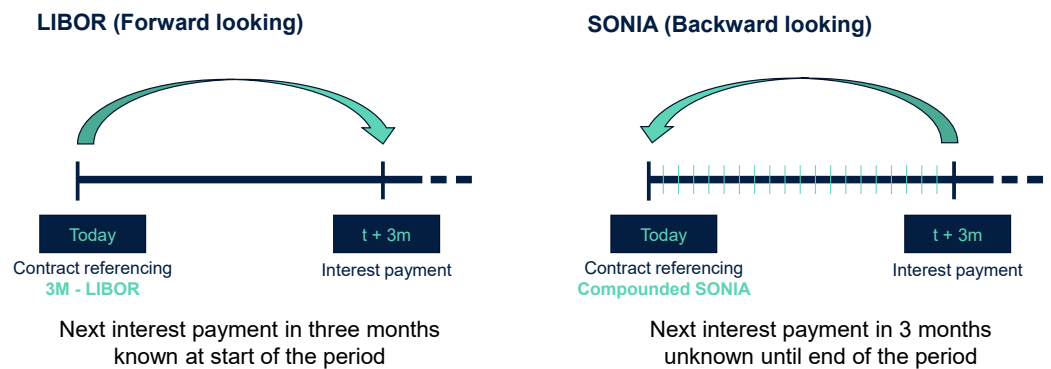 LIBOR (Forward looking)
Today
t + 3m
Contract referencing
3M - LIBOR
Interest payment
Next interest payment in three months
known at start of the period
SONIA (Backward looking)
Today
t + 3m
Contract referencing
Compounded SONIA
Interest payment
Next interest payment in 3 months
unknown until end of the period